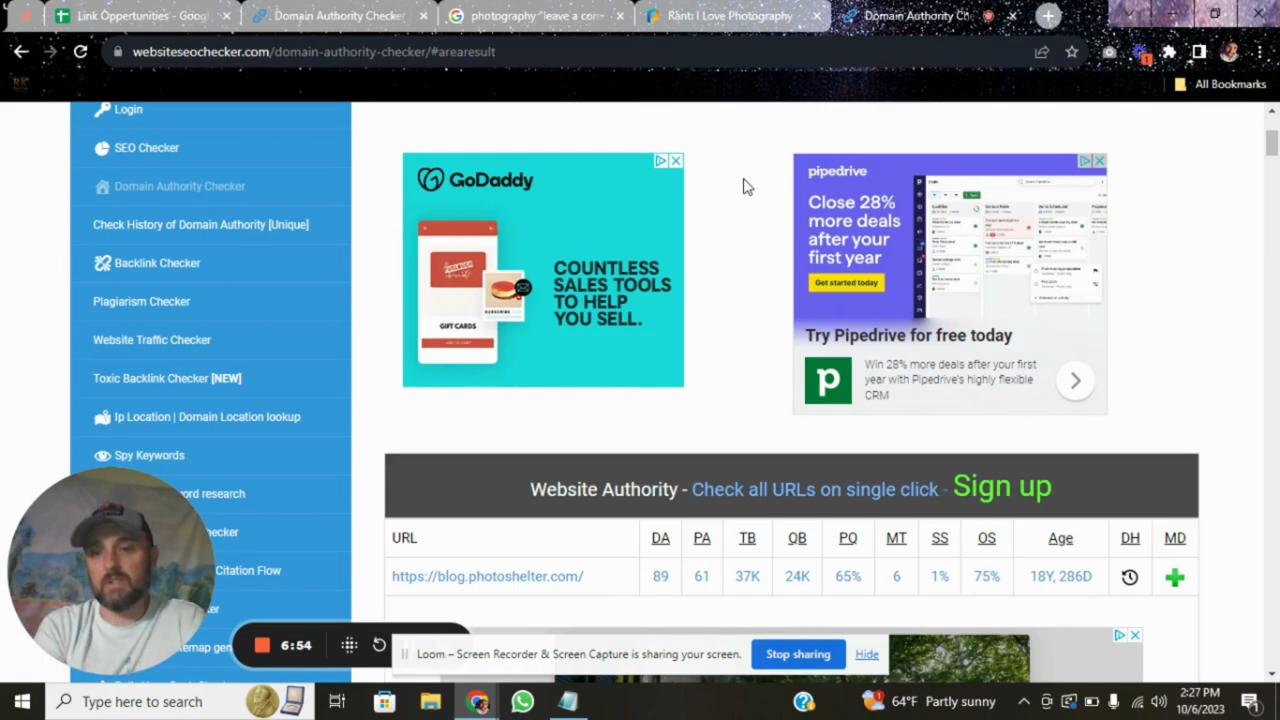 Link Opportunities - Goog
Domain Authority Checker
photography "leave a com
Rant: I Love Photography
Domain Authority Ch
websiteseochecker.com/domain-authority-checker/#arearesult
All Bookmarks
Login
SEO Checker
Domain Authority Checker
Check History of Domain Authority [Uni
Backlink Checker
Plagiarism Checker
Website Traffic Checker
Toxic Backlink Checker [NEW]
Ip Location | Domain Location lookup
Spy Keywords
ord research
hecker
Citation Flow
ter
temap gen
GoDaddy
COUNTLESS
SALES TOOLS
TO HELP
YOU SELL.
GIFT CARDS
SUBSCRIBE
pipedrive
Close 28%
more deals
after your
first year
Get started today
Try Pipedrive for free today
Win 28% more deals after your first
year with Pipedrive's highly flexible
CRM
Website Authority - Check all URLs on single click - Sign up
URL DA PA TB QB PQ MT SS OS Age DH MD
https://blog.photoshelter.com/ 89 61 37K 24K 65% 6 1% 75% 18Y, 286D
6:54
Loom – Screen Recorder & Screen Capture is sharing your screen. Stop sharing Hide
Type here to search
64°F Partly sunny
2:27 PM
10/6/2023